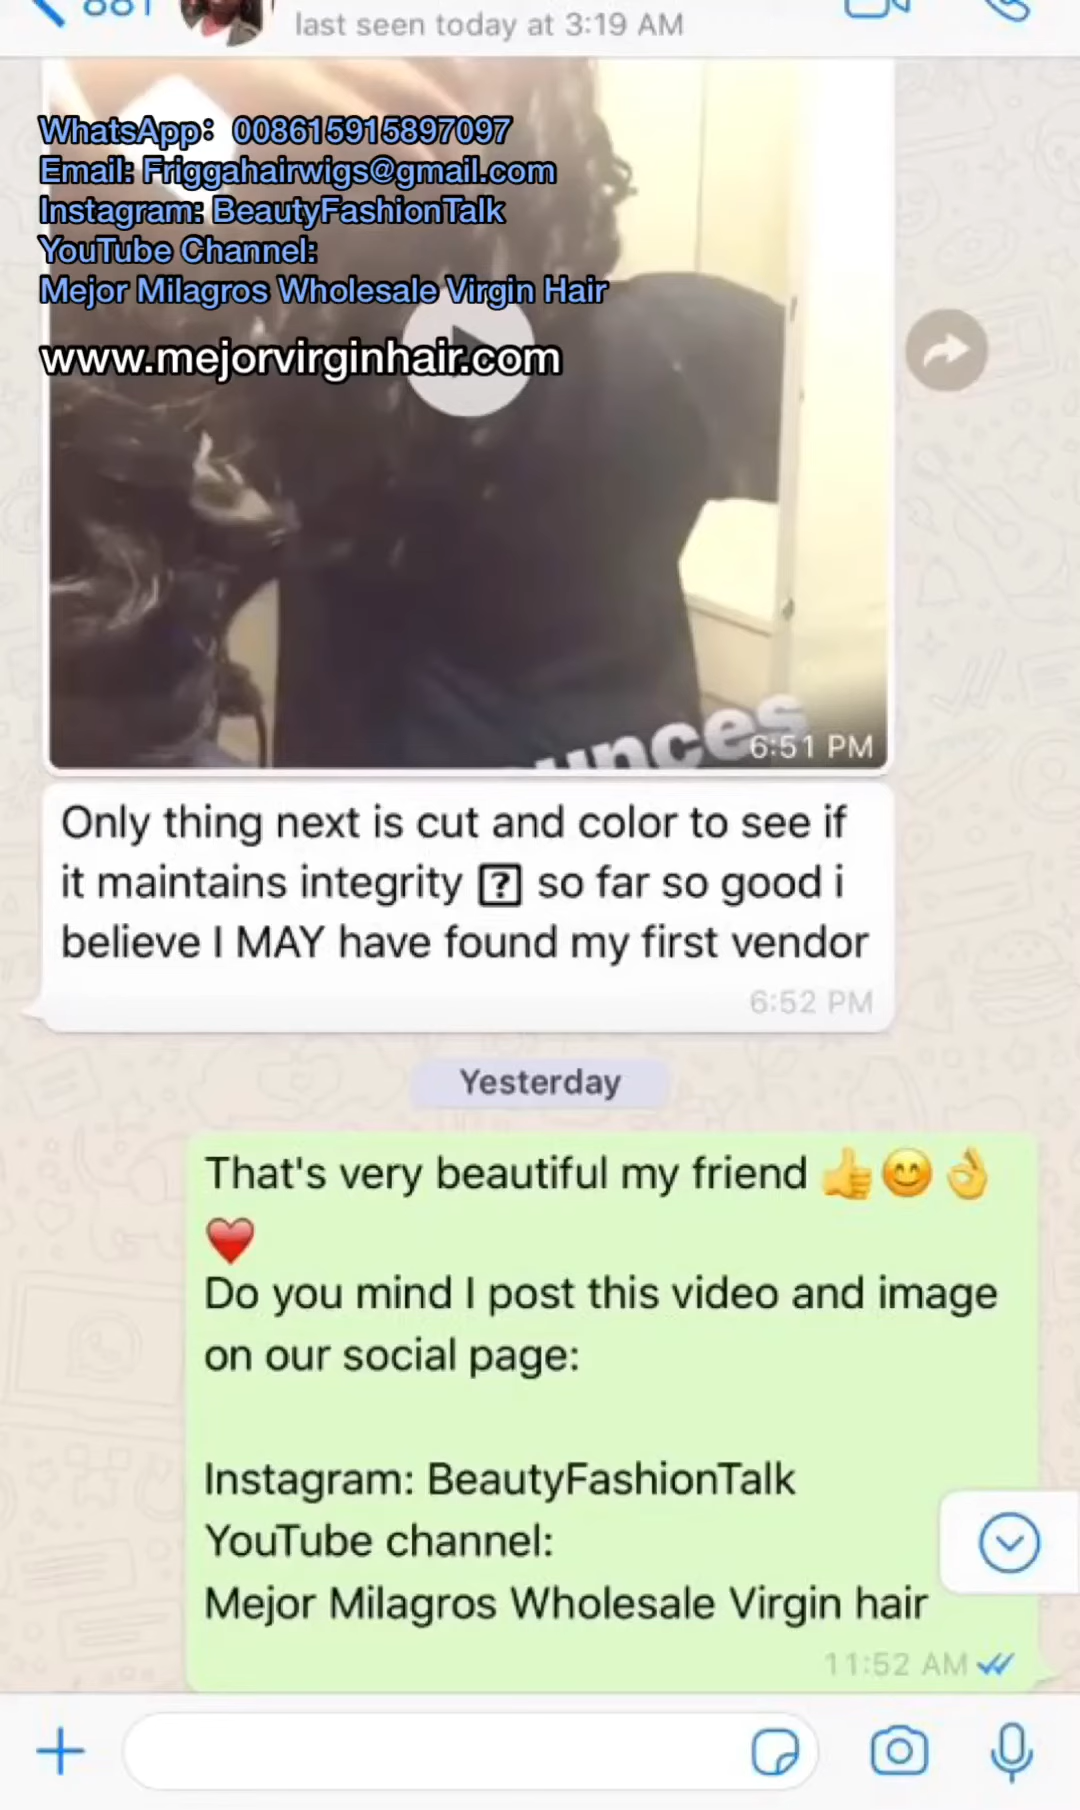 881
last seen today at 3:19 AM
WhatsApp: 008615915897097
Email: Friggahairwigs@gmail.com
Instagram: BeautyFashionTalk
YouTube Channel:
Mejor Milagros Wholesale Virgin Hair
www.mejorvirginhair.com
6:51 PM
Only thing next is cut and color to see if
it maintains integrity ? so far so good i
believe I MAY have found my first vendor
6:52 PM
Yesterday
That's very beautiful my friend 👍😊👌
❤️
Do you mind I post this video and image
on our social page:
Instagram: BeautyFashionTalk
YouTube channel:
Mejor Milagros Wholesale Virgin hair
11:52 AM